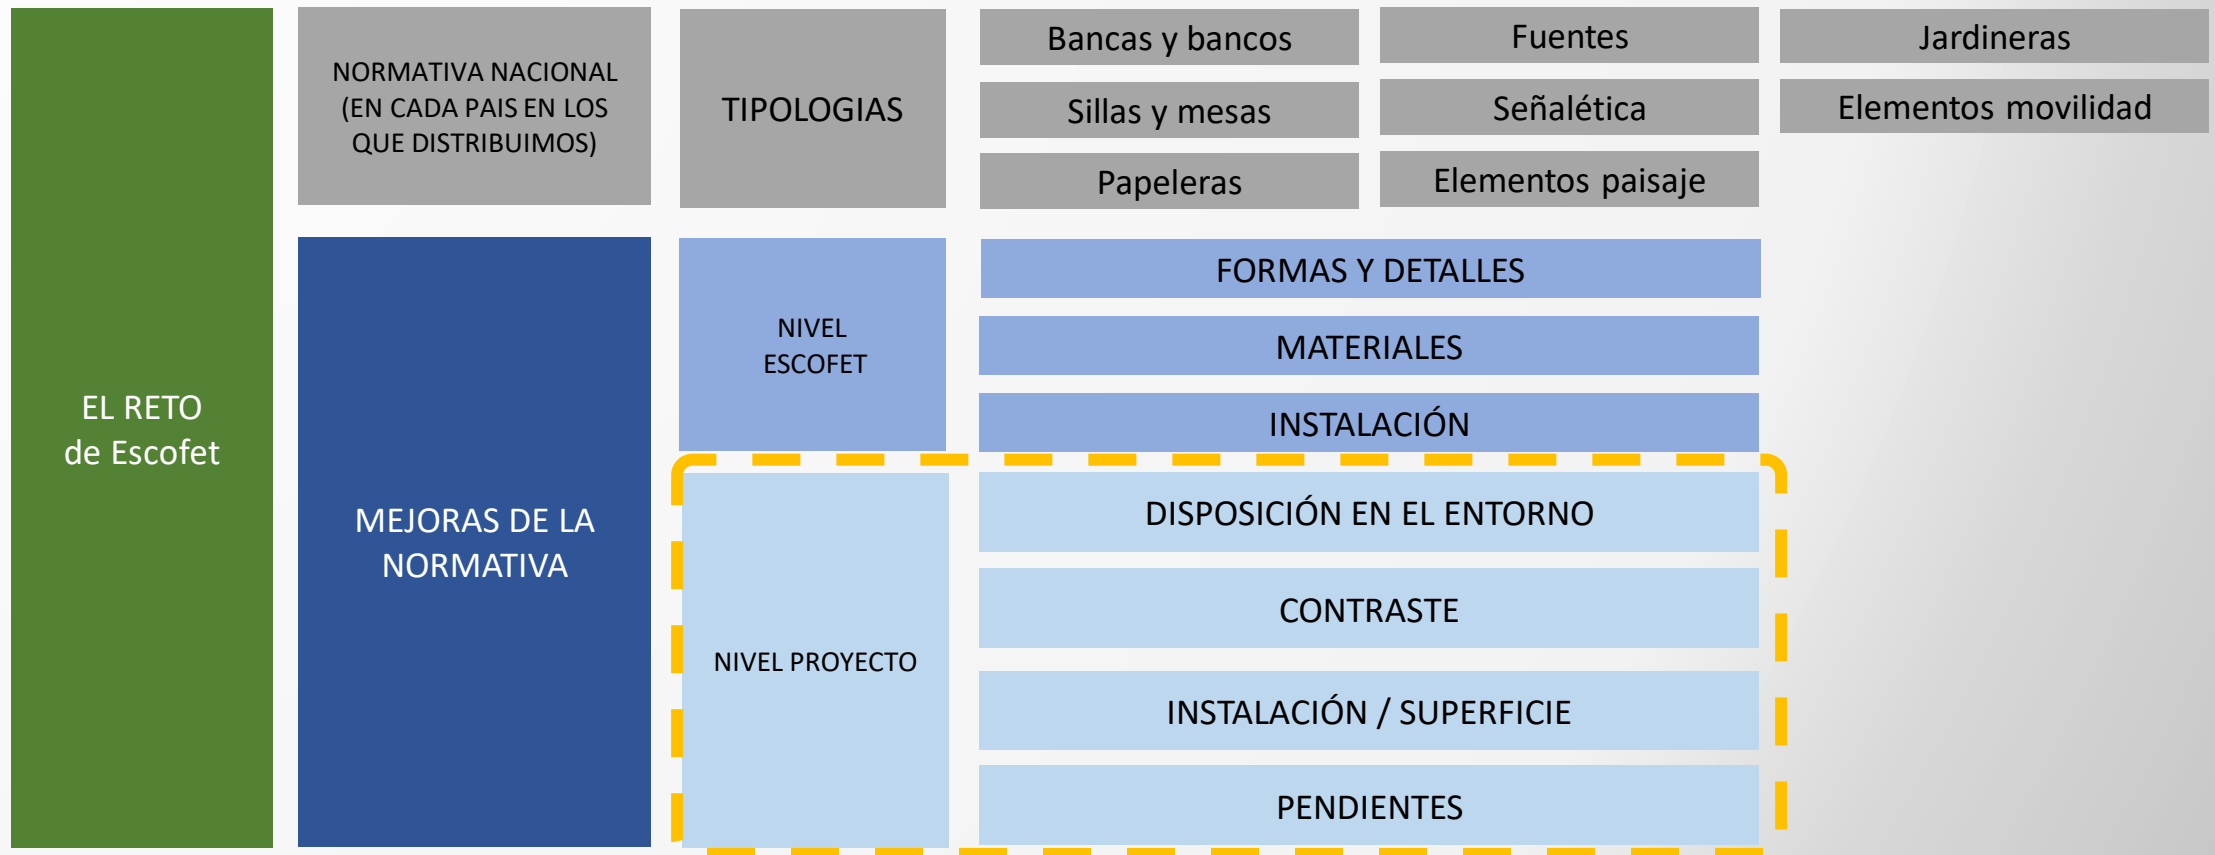 EL RETO
de Escofet
NORMATIVA NACIONAL
(EN CADA PAIS EN LOS
QUE DISTRIBUIMOS)
TIPOLOGIAS
Bancas y bancos
Sillas y mesas
Papeleras
Fuentes
Señalética
Elementos paisaje
Jardineras
Elementos movilidad
MEJORAS DE LA
NORMATIVA
NIVEL
ESCOFET
FORMAS Y DETALLES
MATERIALES
INSTALACIÓN
NIVEL PROYECTO
DISPOSICIÓN EN EL ENTORNO
CONTRASTE
INSTALACIÓN / SUPERFICIE
PENDIENTES